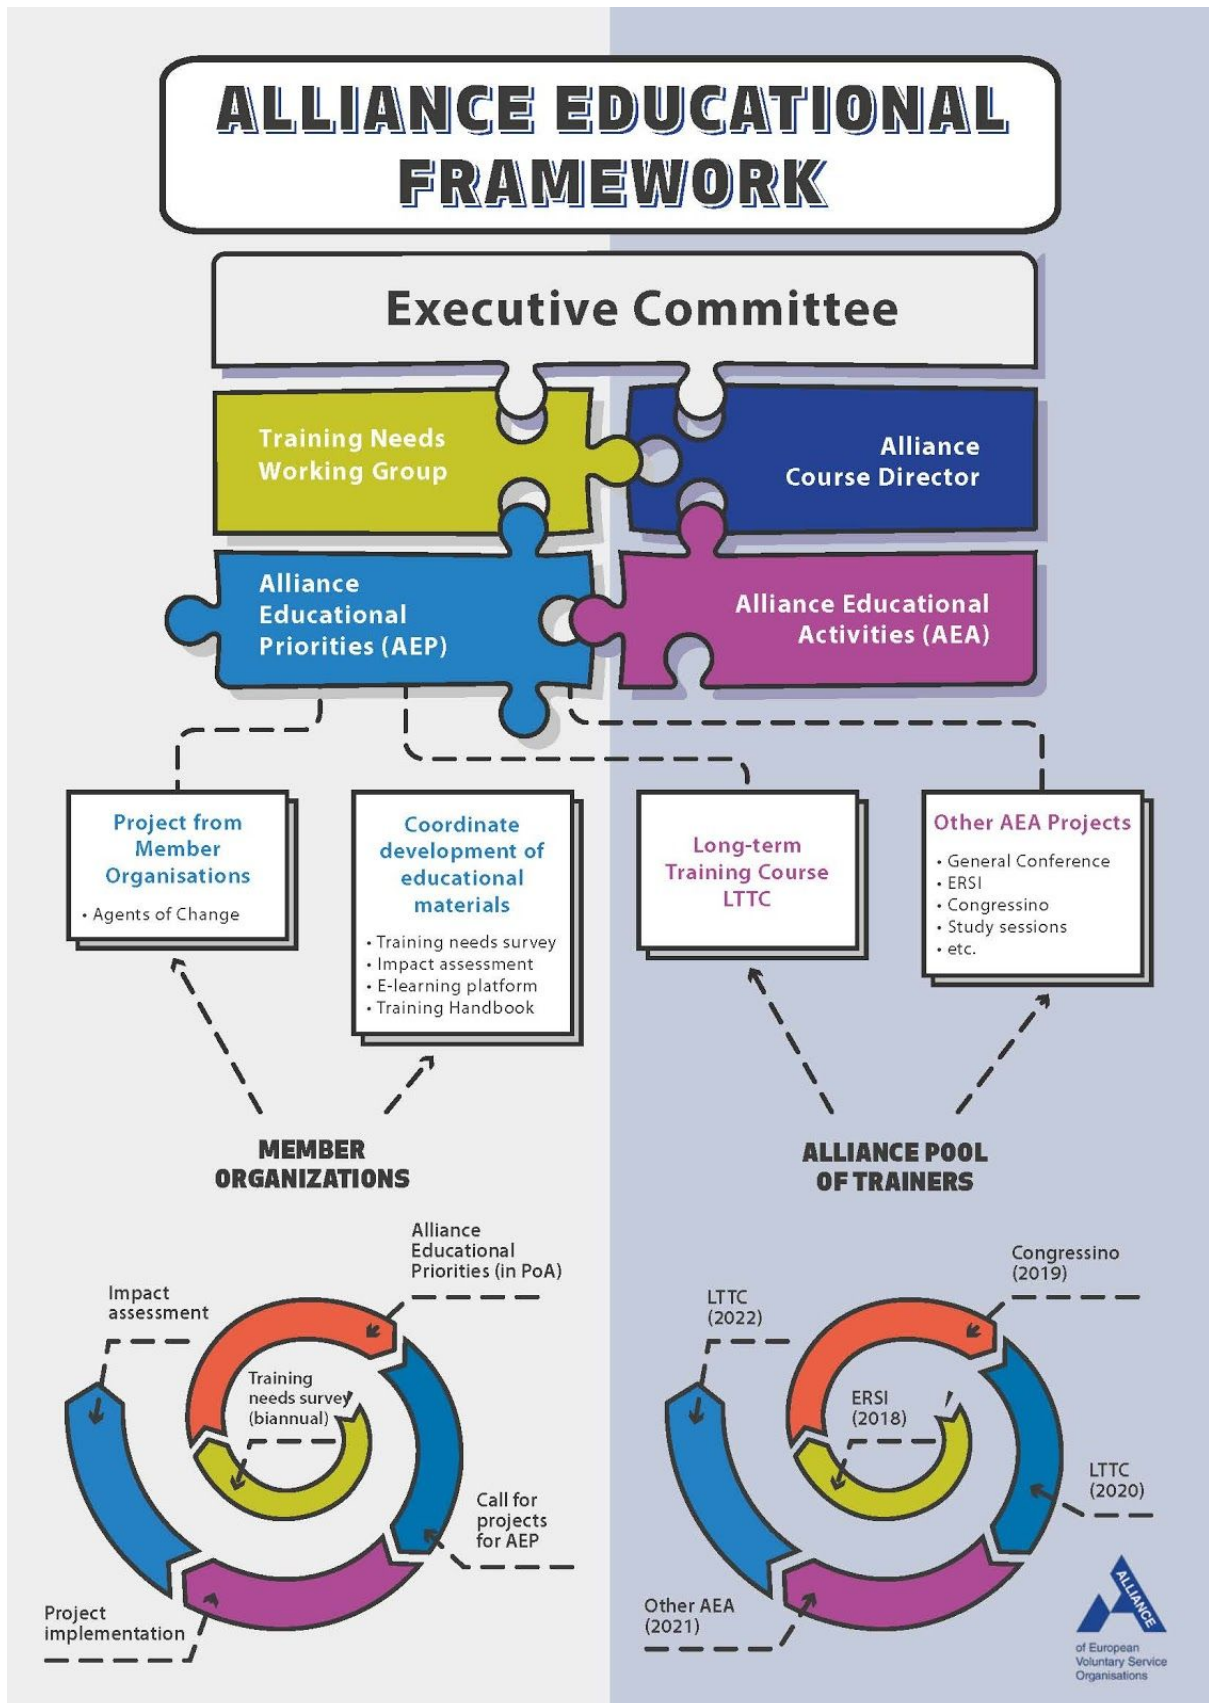 ALLIANCE EDUCATIONAL
FRAMEWORK
Executive Committee
Training Needs
Working Group
Alliance
Course Director
Alliance
Educational
Priorities (AEP)
Alliance Educational
Activities (AEA)
Project from
Member
Organisations
• Agents of Change
Coordinate
development of
educational
materials
• Training needs survey
• Impact assessment
• E-learning platform
• Training Handbook
Long-term
Training Course
LTTC
Other AEA Projects
• General Conference
• ERSI
• Congressino
• Study sessions
• etc.
MEMBER
ORGANIZATIONS
ALLIANCE POOL
OF TRAINERS
Alliance
Educational
Priorities (in PoA)
Impact
assessment
Training
needs survey
(biannual)
Call for
projects
for AEP
Project
implementation
Congressino
(2019)
LTTC
(2022)
ERSI
(2018)
LTTC
(2020)
Other AEA
(2021)
ALLIANCE
of European
Voluntary Service
Organisations